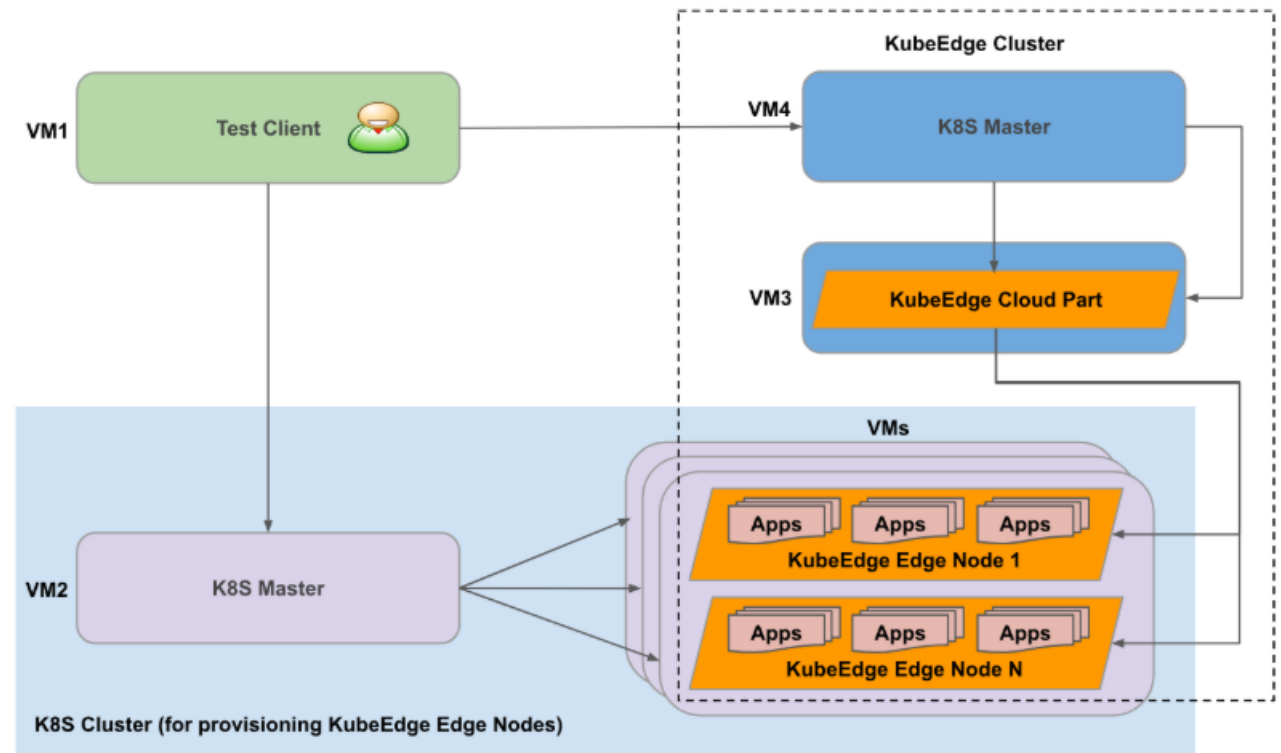 KubeEdge Cluster
VM1
Test Client
VM4
K8S Master
VM3
KubeEdge Cloud Part
VMs
Apps
Apps
Apps
KubeEdge Edge Node 1
VM2
K8S Master
Apps
Apps
Apps
KubeEdge Edge Node N
K8S Cluster (for provisioning KubeEdge Edge Nodes)